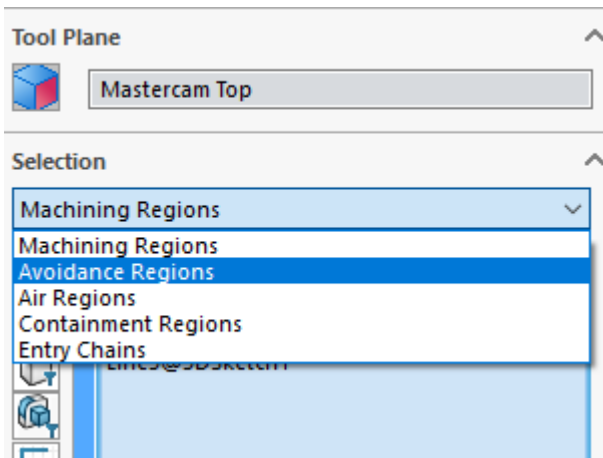 Tool Plane
Mastercam Top
Selection
Machining Regions
Machining Regions
Avoidance Regions
Air Regions
Containment Regions
Entry Chains